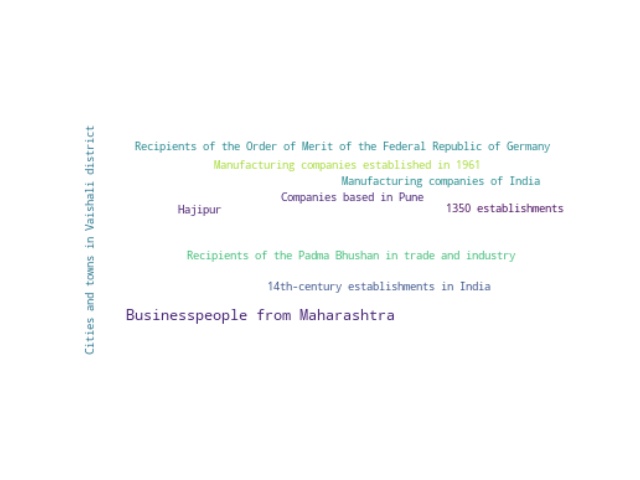 Cities and towns in Vaishali district
Recipients of the Order of Merit of the Federal Republic of Germany
Manufacturing companies established in 1961
Manufacturing companies of India
Companies based in Pune
Hajipur
1350 establishments
Recipients of the Padma Bhushan in trade and industry
14th-century establishments in India
Businesspeople from Maharashtra